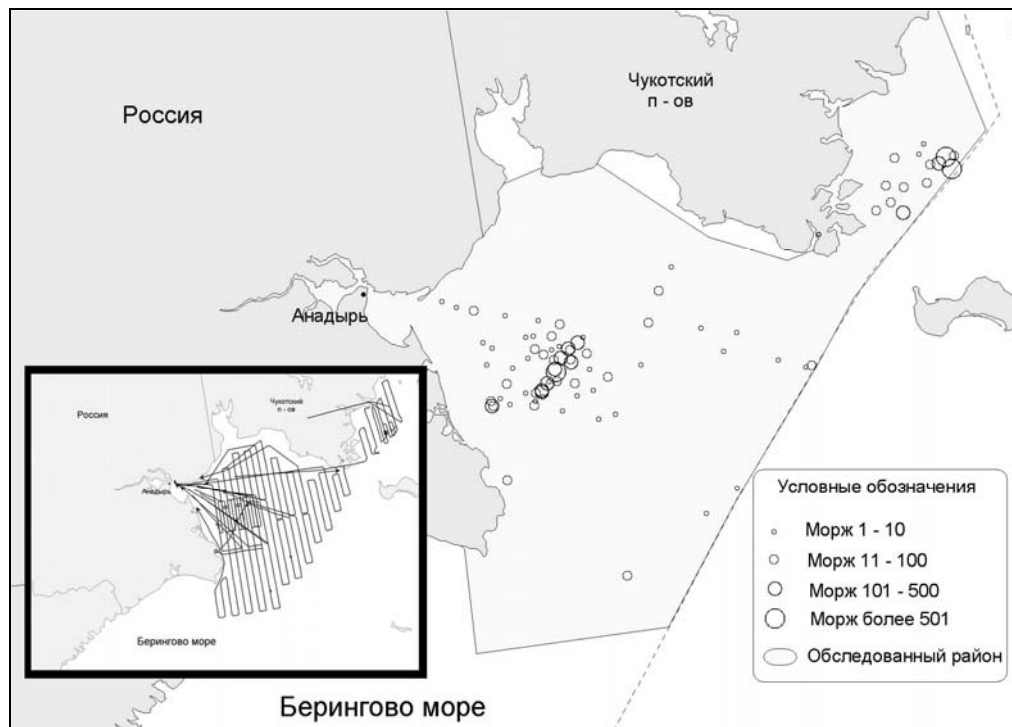 Россия
Чукотский
п - ов
Анадырь
Россия
Чукотский
п - ов
Анадырь
Берингово море
Условные обозначения
Морж 1 - 10
Морж 11 - 100
Морж 101 - 500
Морж более 501
Обследованный район
Берингово море